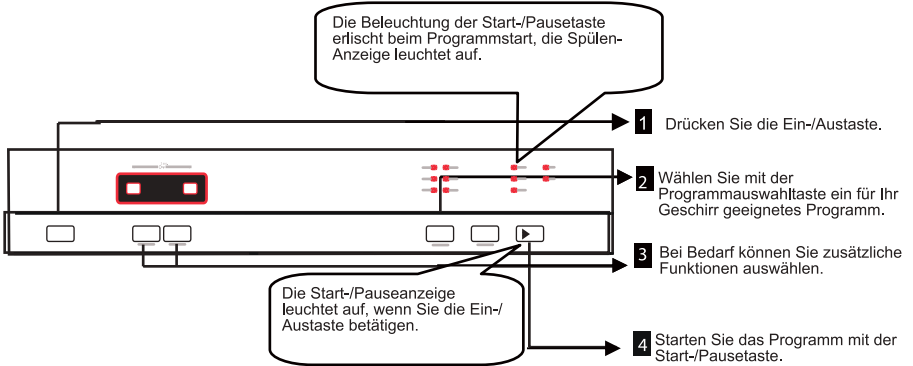 Die Beleuchtung der Start-/Pausetaste
erlischt beim Programmstart, die Spülen-
Anzeige leuchtet auf.
1 Drücken Sie die Ein-/Austaste.
2 Wählen Sie mit der
Programmauswahltaste ein für Ihr
Geschirr geeignetes Programm.
3 Bei Bedarf können Sie zusätzliche
Funktionen auswählen.
Die Start-/Pauseanzeige
leuchtet auf, wenn Sie die Ein-/
Austaste betätigen.
4 Starten Sie das Programm mit der
Start-/Pausetaste.